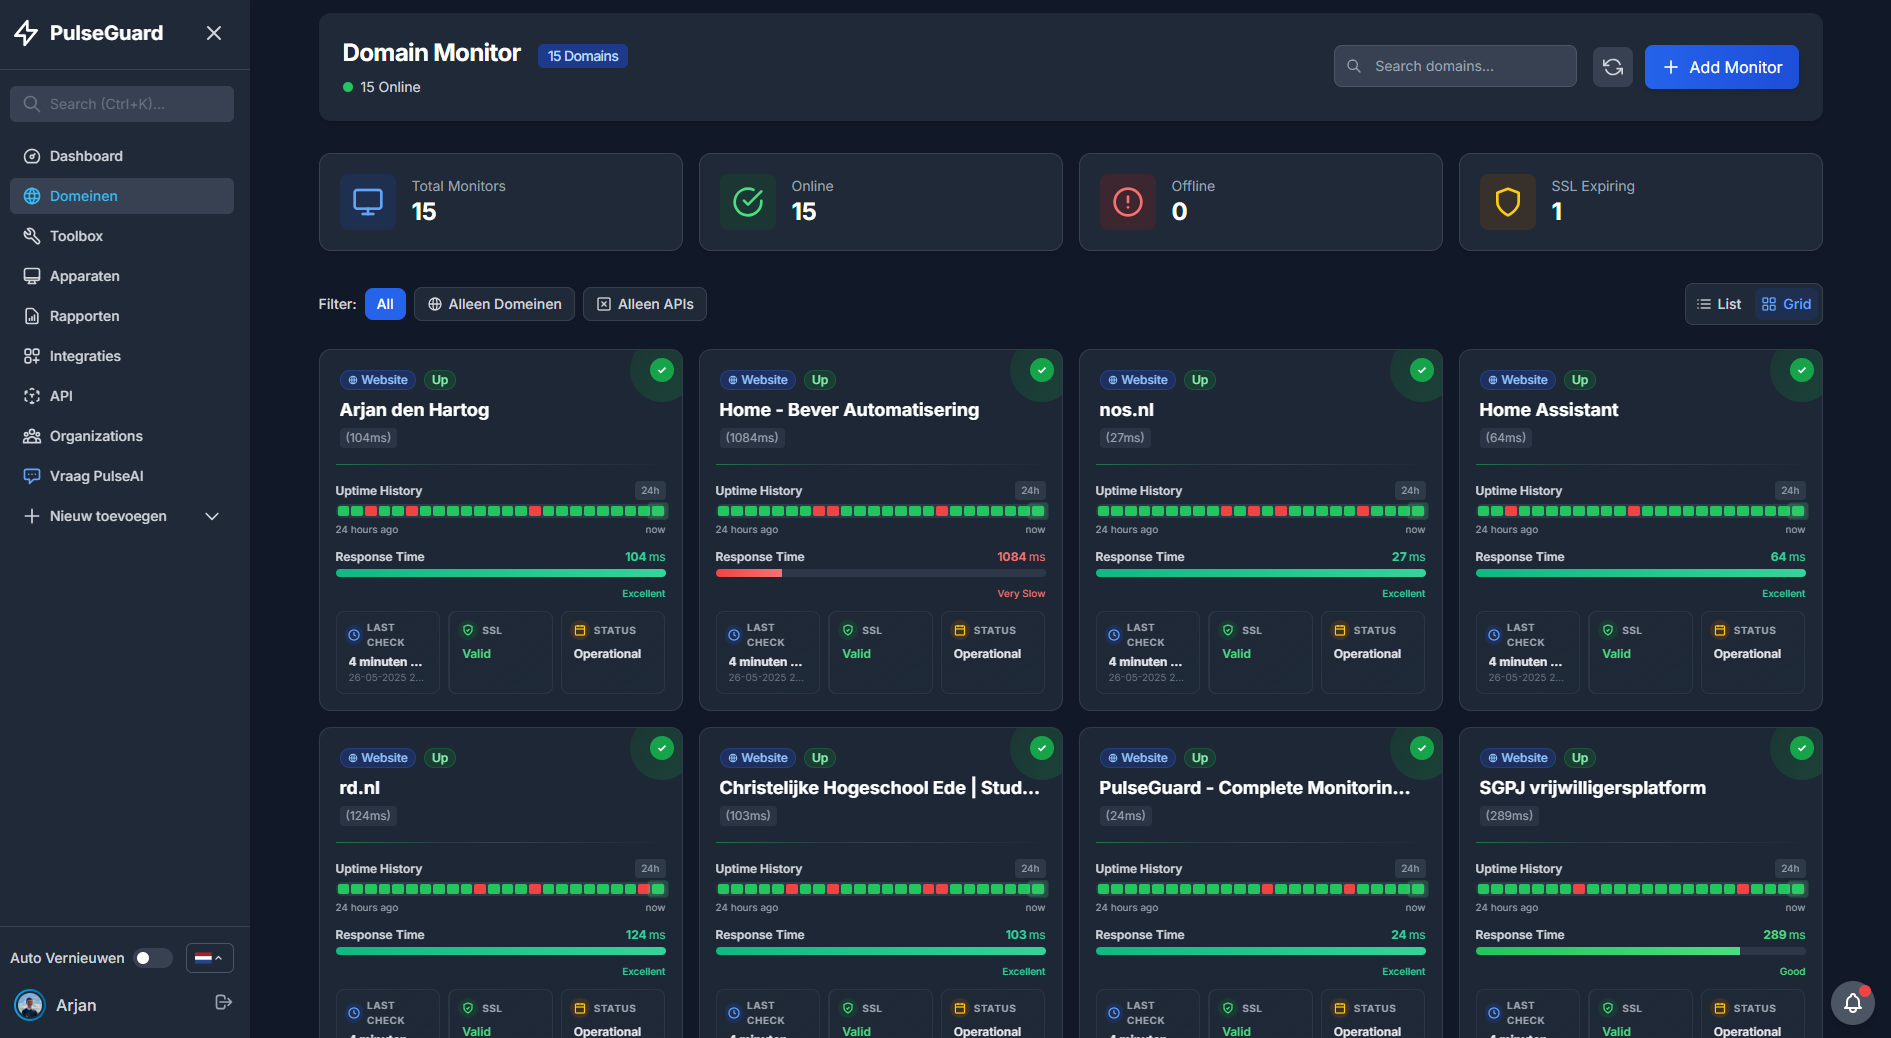 PulseGuard
Search (Ctrl+K)...
Dashboard
Domeinen
Toolbox
Apparaten
Rapporten
Integraties
API
Organizations
Vraag PulseAI
Nieuw toevoegen
Auto Vernieuwen
Arjan
Domain Monitor
15 Domains
15 Online
Search domains...
Add Monitor
Total Monitors
15
Online
15
Offline
0
SSL Expiring
1
Filter:
All
Alleen Domeinen
Alleen APIs
List
Grid
Website
Up
Arjan den Hartog
(104ms)
Uptime History
24h
24 hours ago
now
Response Time
104 ms
Excellent
LAST CHECK
4 minuten ...
26-05-2025 2...
SSL
Valid
STATUS
Operational
Website
Up
Home - Bever Automatisering
(1084ms)
Uptime History
24h
24 hours ago
now
Response Time
1084 ms
Very Slow
LAST CHECK
4 minuten ...
26-05-2025 2...
SSL
Valid
STATUS
Operational
Website
Up
nos.nl
(27ms)
Uptime History
24h
24 hours ago
now
Response Time
27 ms
Excellent
LAST CHECK
4 minuten ...
26-05-2025 2...
SSL
Valid
STATUS
Operational
Website
Up
Home Assistant
(64ms)
Uptime History
24h
24 hours ago
now
Response Time
64 ms
Excellent
LAST CHECK
4 minuten ...
26-05-2025 2...
SSL
Valid
STATUS
Operational
Website
Up
rd.nl
(124ms)
Uptime History
24h
24 hours ago
now
Response Time
124 ms
Excellent
LAST CHECK
SSL
Valid
STATUS
Operational
Website
Up
Christelijke Hogeschool Ede | Stud...
(103ms)
Uptime History
24h
24 hours ago
now
Response Time
103 ms
Excellent
LAST CHECK
SSL
Valid
STATUS
Operational
Website
Up
PulseGuard - Complete Monitorin...
(24ms)
Uptime History
24h
24 hours ago
now
Response Time
24 ms
Excellent
LAST CHECK
SSL
Valid
STATUS
Operational
Website
Up
SGPJ vrijwilligersplatform
(289ms)
Uptime History
24h
24 hours ago
now
Response Time
289 ms
Good
LAST CHECK
SSL
Valid
STATUS
Operational